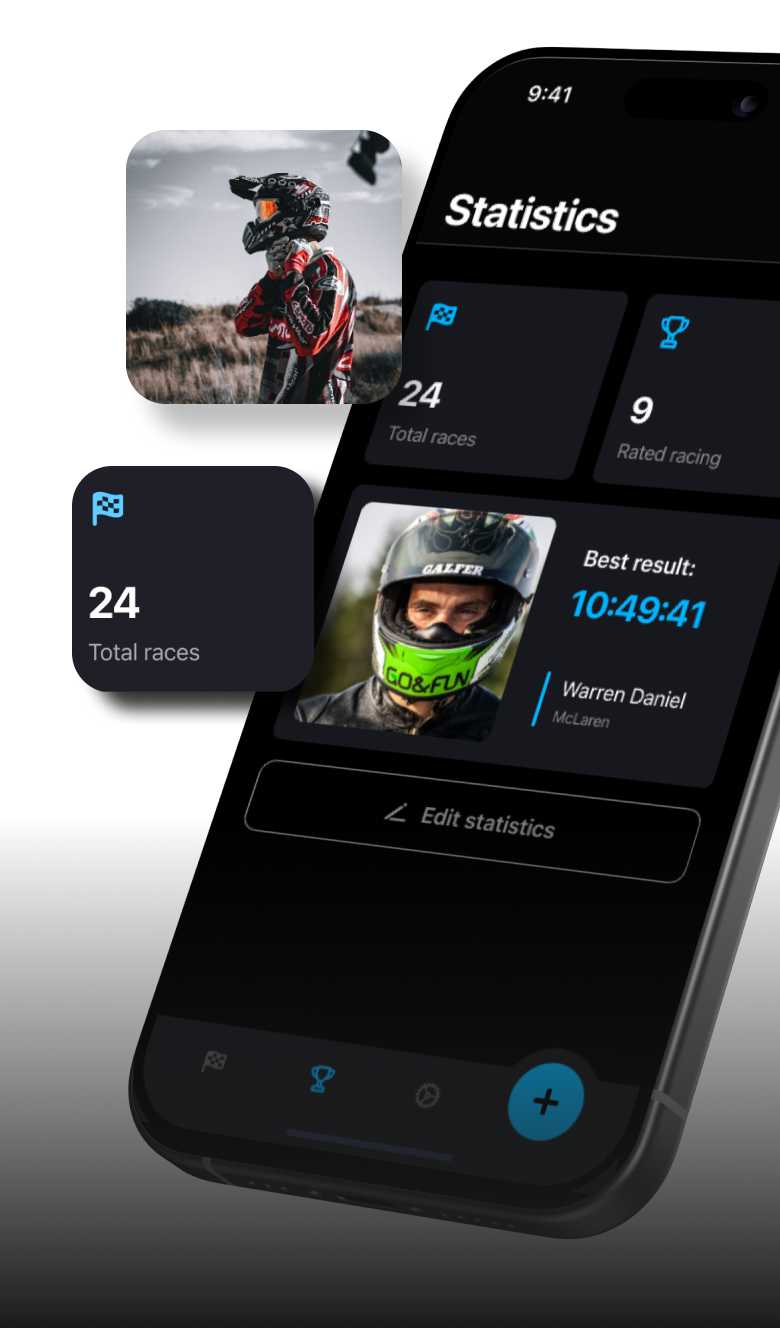 9:41
Statistics
24
Total races
9
Rated racing
24
Total races
GALFER
GO&FUN
Best result:
10:49:41
Warren Daniel
McLaren
Edit statistics